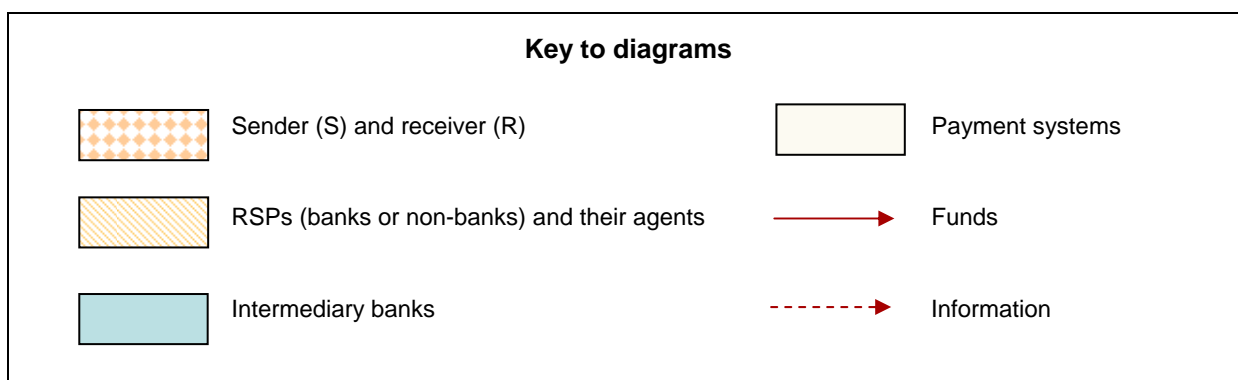 Key to diagrams
Sender (S) and receiver (R)
Payment systems
RSPs (banks or non-banks) and their agents
Funds
Intermediary banks
Information